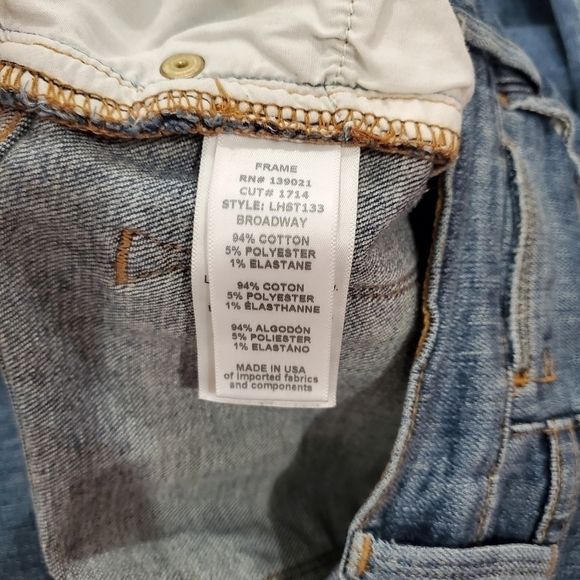 FRAME
RN# 139021
CUT# 1714
STYLE: LHST133
BROADWAY
94% COTTON
5% POLYESTER
1% ELASTANE
94% COTON
5% POLYESTER
1% ÉLASTHANNE
94% ALGODÓN
5% POLIESTER
1% ELASTÁNO
MADE IN USA
of imported fabrics
and components